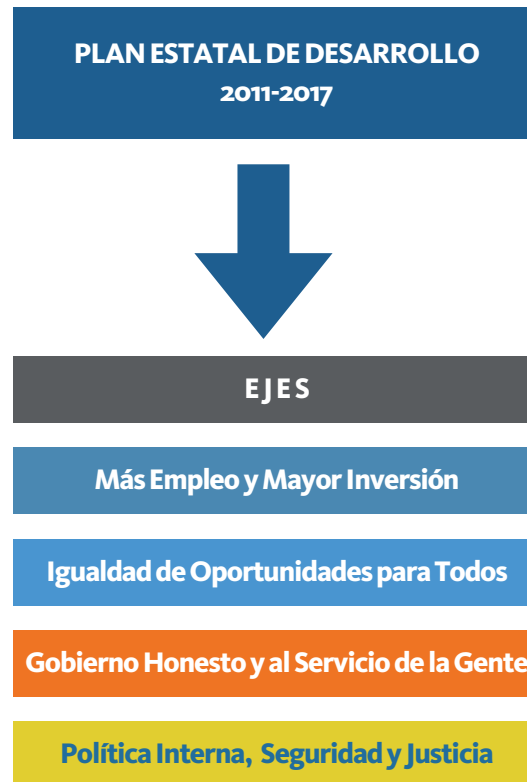 PLAN ESTATAL DE DESARROLLO
2011-2017
EJES
Más Empleo y Mayor Inversión
Igualdad de Oportunidades para Todos
Gobierno Honesto y al Servicio de la Gente
Política Interna, Seguridad y Justicia